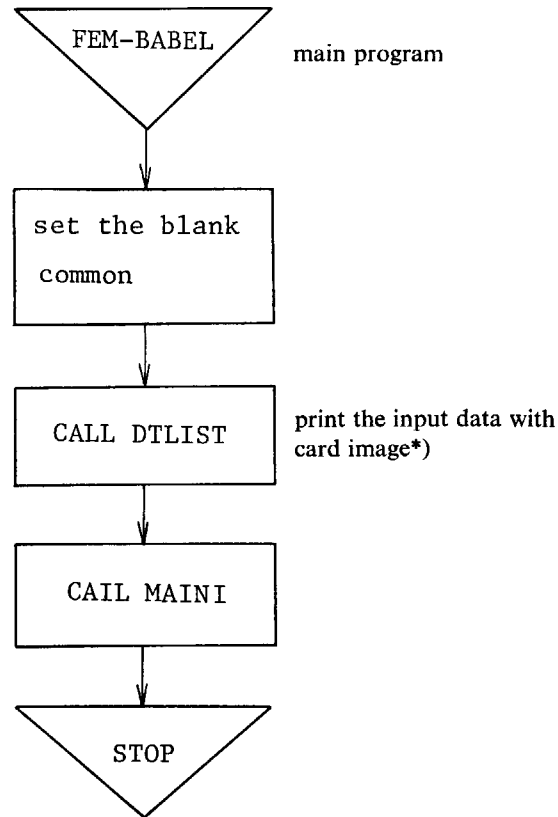 FEM-BABEL
main program
set the blank
common
CALL DTLIST
print the input data with
card image*)
CAIL MAINI
STOP